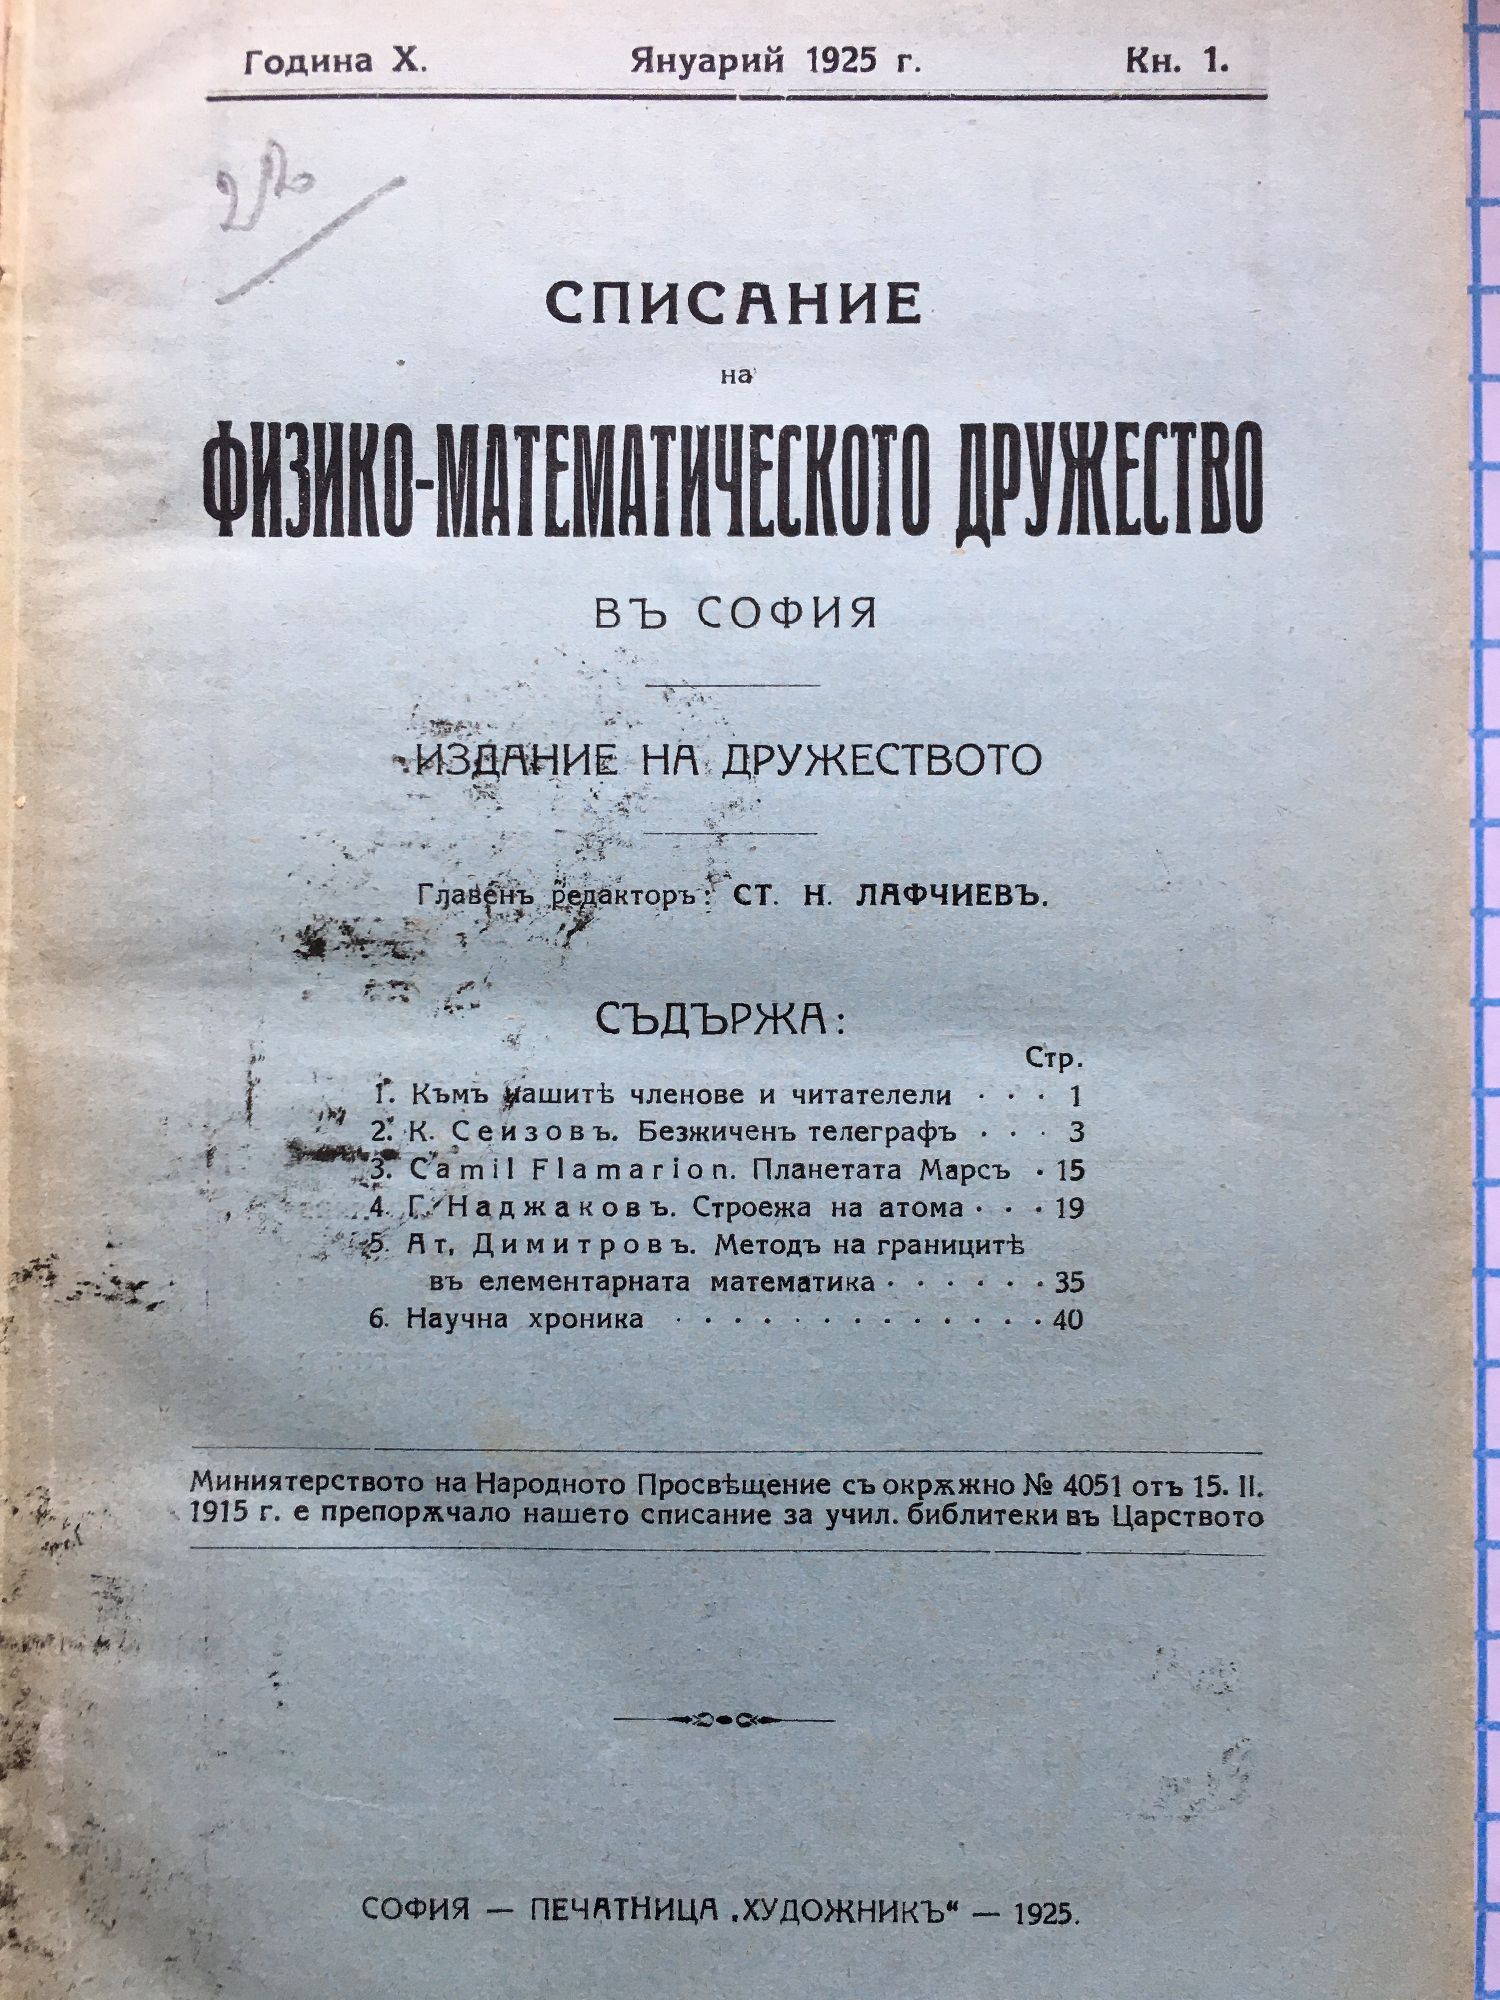 Година X. Януарий 1925 г. Кн. 1.
СПИСАНИЕ
на
ФИЗИКО-МАТЕМАТИЧЕСКОТО ДРУЖЕСТВО
ВЪ СОФИЯ
ИЗДАНИЕ НА ДРУЖЕСТВОТО
Главенъ редакторъ: СТ. Н. ЛАФЧИЕВЪ.
СЪДЪРЖА:
Стр.
1. Къмъ нашитѣ членове и читателели · · · 1
2. К. Сеизовъ. Безжиченъ телеграфъ · · · 3
3. Camil Flamarion. Планетата Марсъ · 15
4. Г. Наджаковъ. Строежа на атома · · · 19
5. Ат, Димитровъ. Методъ на границитѣ
въ елементарната математика · · · · · · 35
6. Научна хроника · · · · · · · · · · · · · 40
Миниятерството на Народното Просвѣщение съ окрѫжно № 4051 отъ 15. II.
1915 г. е препорѫчало нашето списание за учил. библитеки въ Царството
СОФИЯ — ПЕЧАТНИЦА „ХУДОЖНИКЪ“ — 1925.